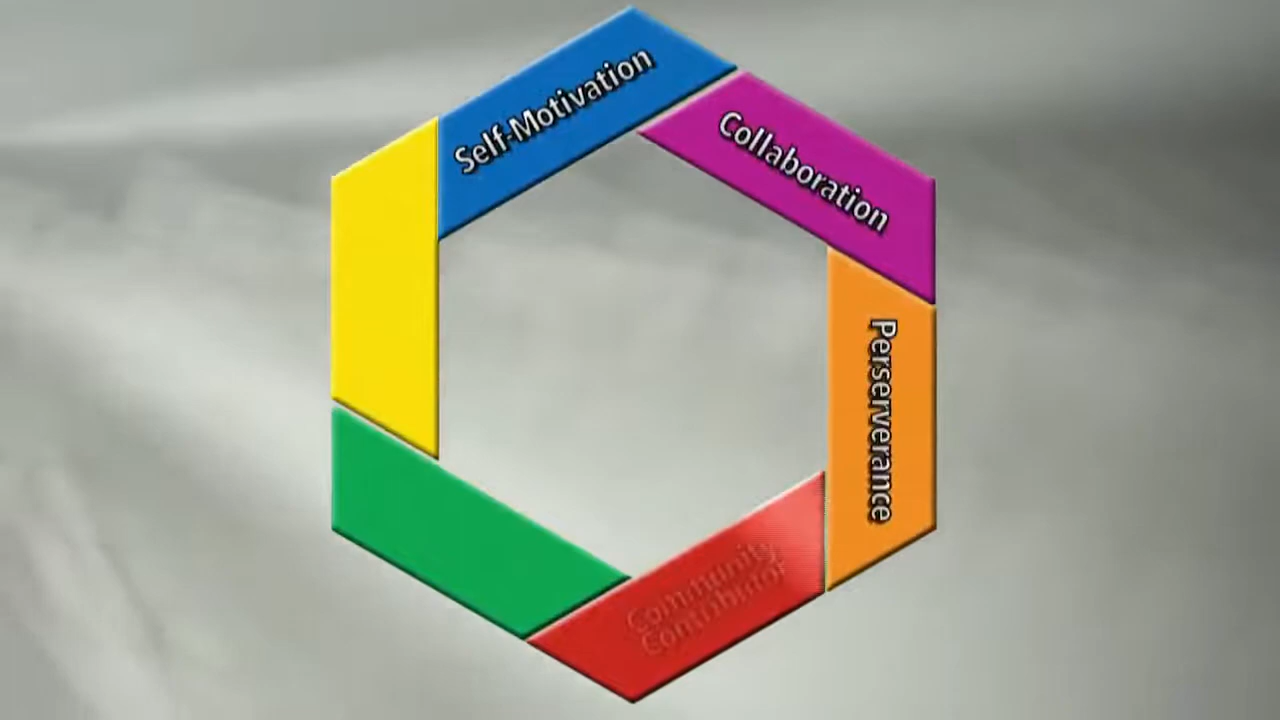 Self-Motivation
Collaboration
Perserverance
Community
Contributor